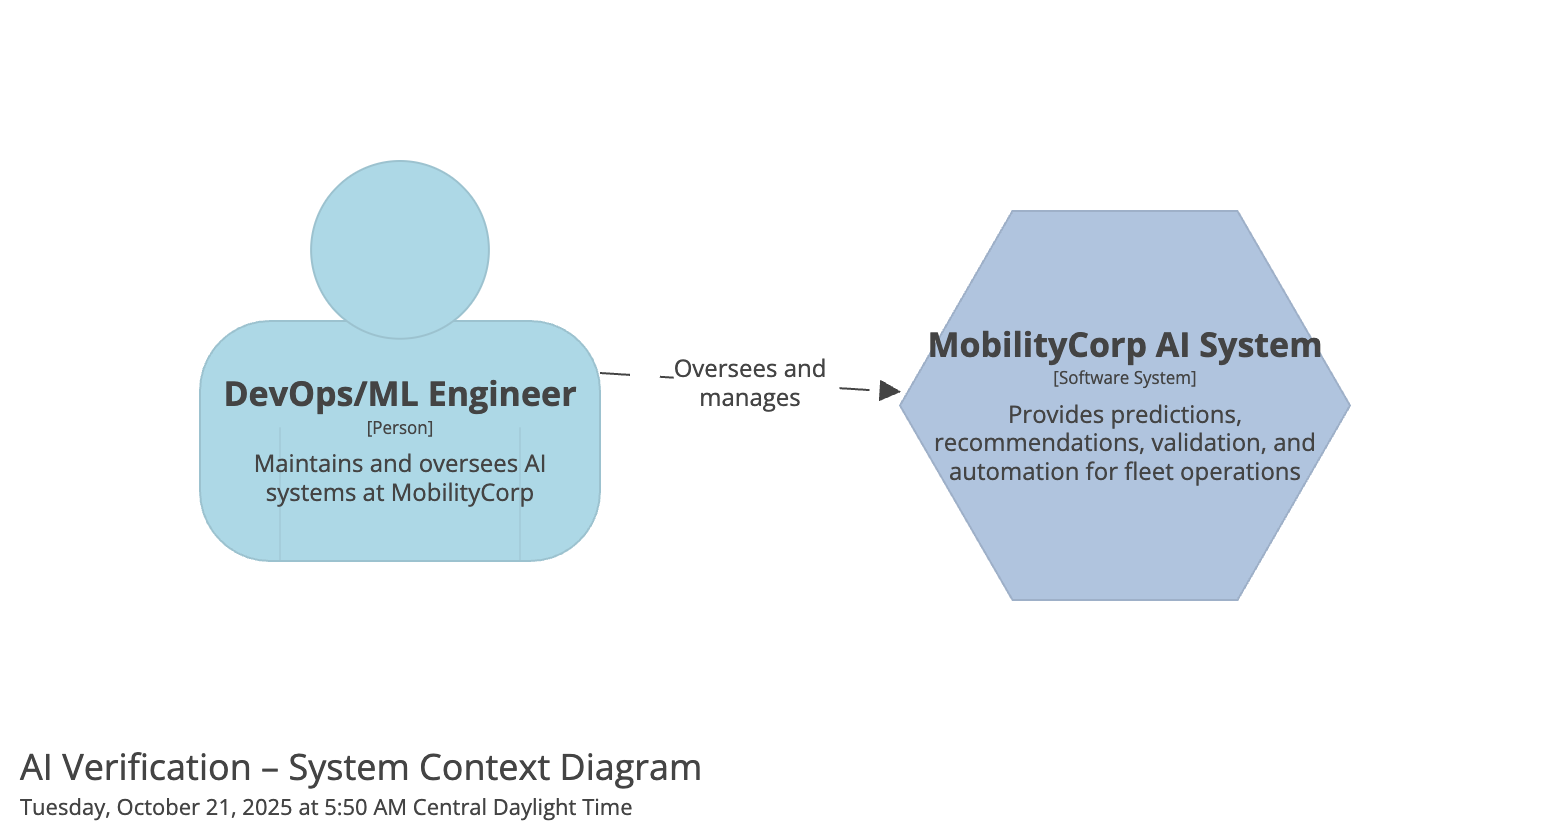 DevOps/ML Engineer
[Person]
Maintains and oversees AI
systems at MobilityCorp
Oversees and
manages
MobilityCorp AI System
[Software System]
Provides predictions,
recommendations, validation, and
automation for fleet operations
AI Verification – System Context Diagram
Tuesday, October 21, 2025 at 5:50 AM Central Daylight Time